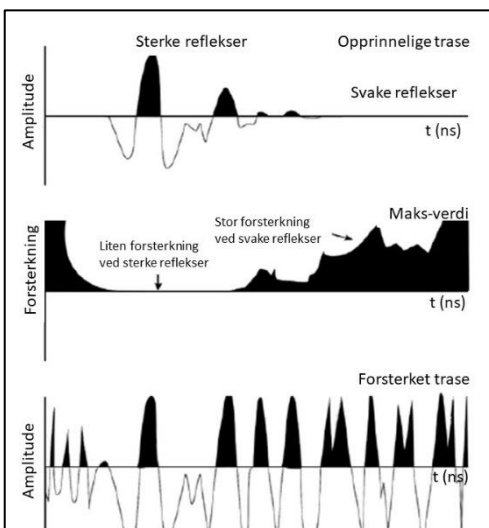 Sterke reflekser
Opprinnelige trase
Amplitude
Svake reflekser
t (ns)
Maks-verdi
Forsterkning
Liten forsterkning
ved sterke reflekser
Stor forsterkning
ved svake reflekser
t (ns)
Forsterket trase
Amplitude
t (ns)